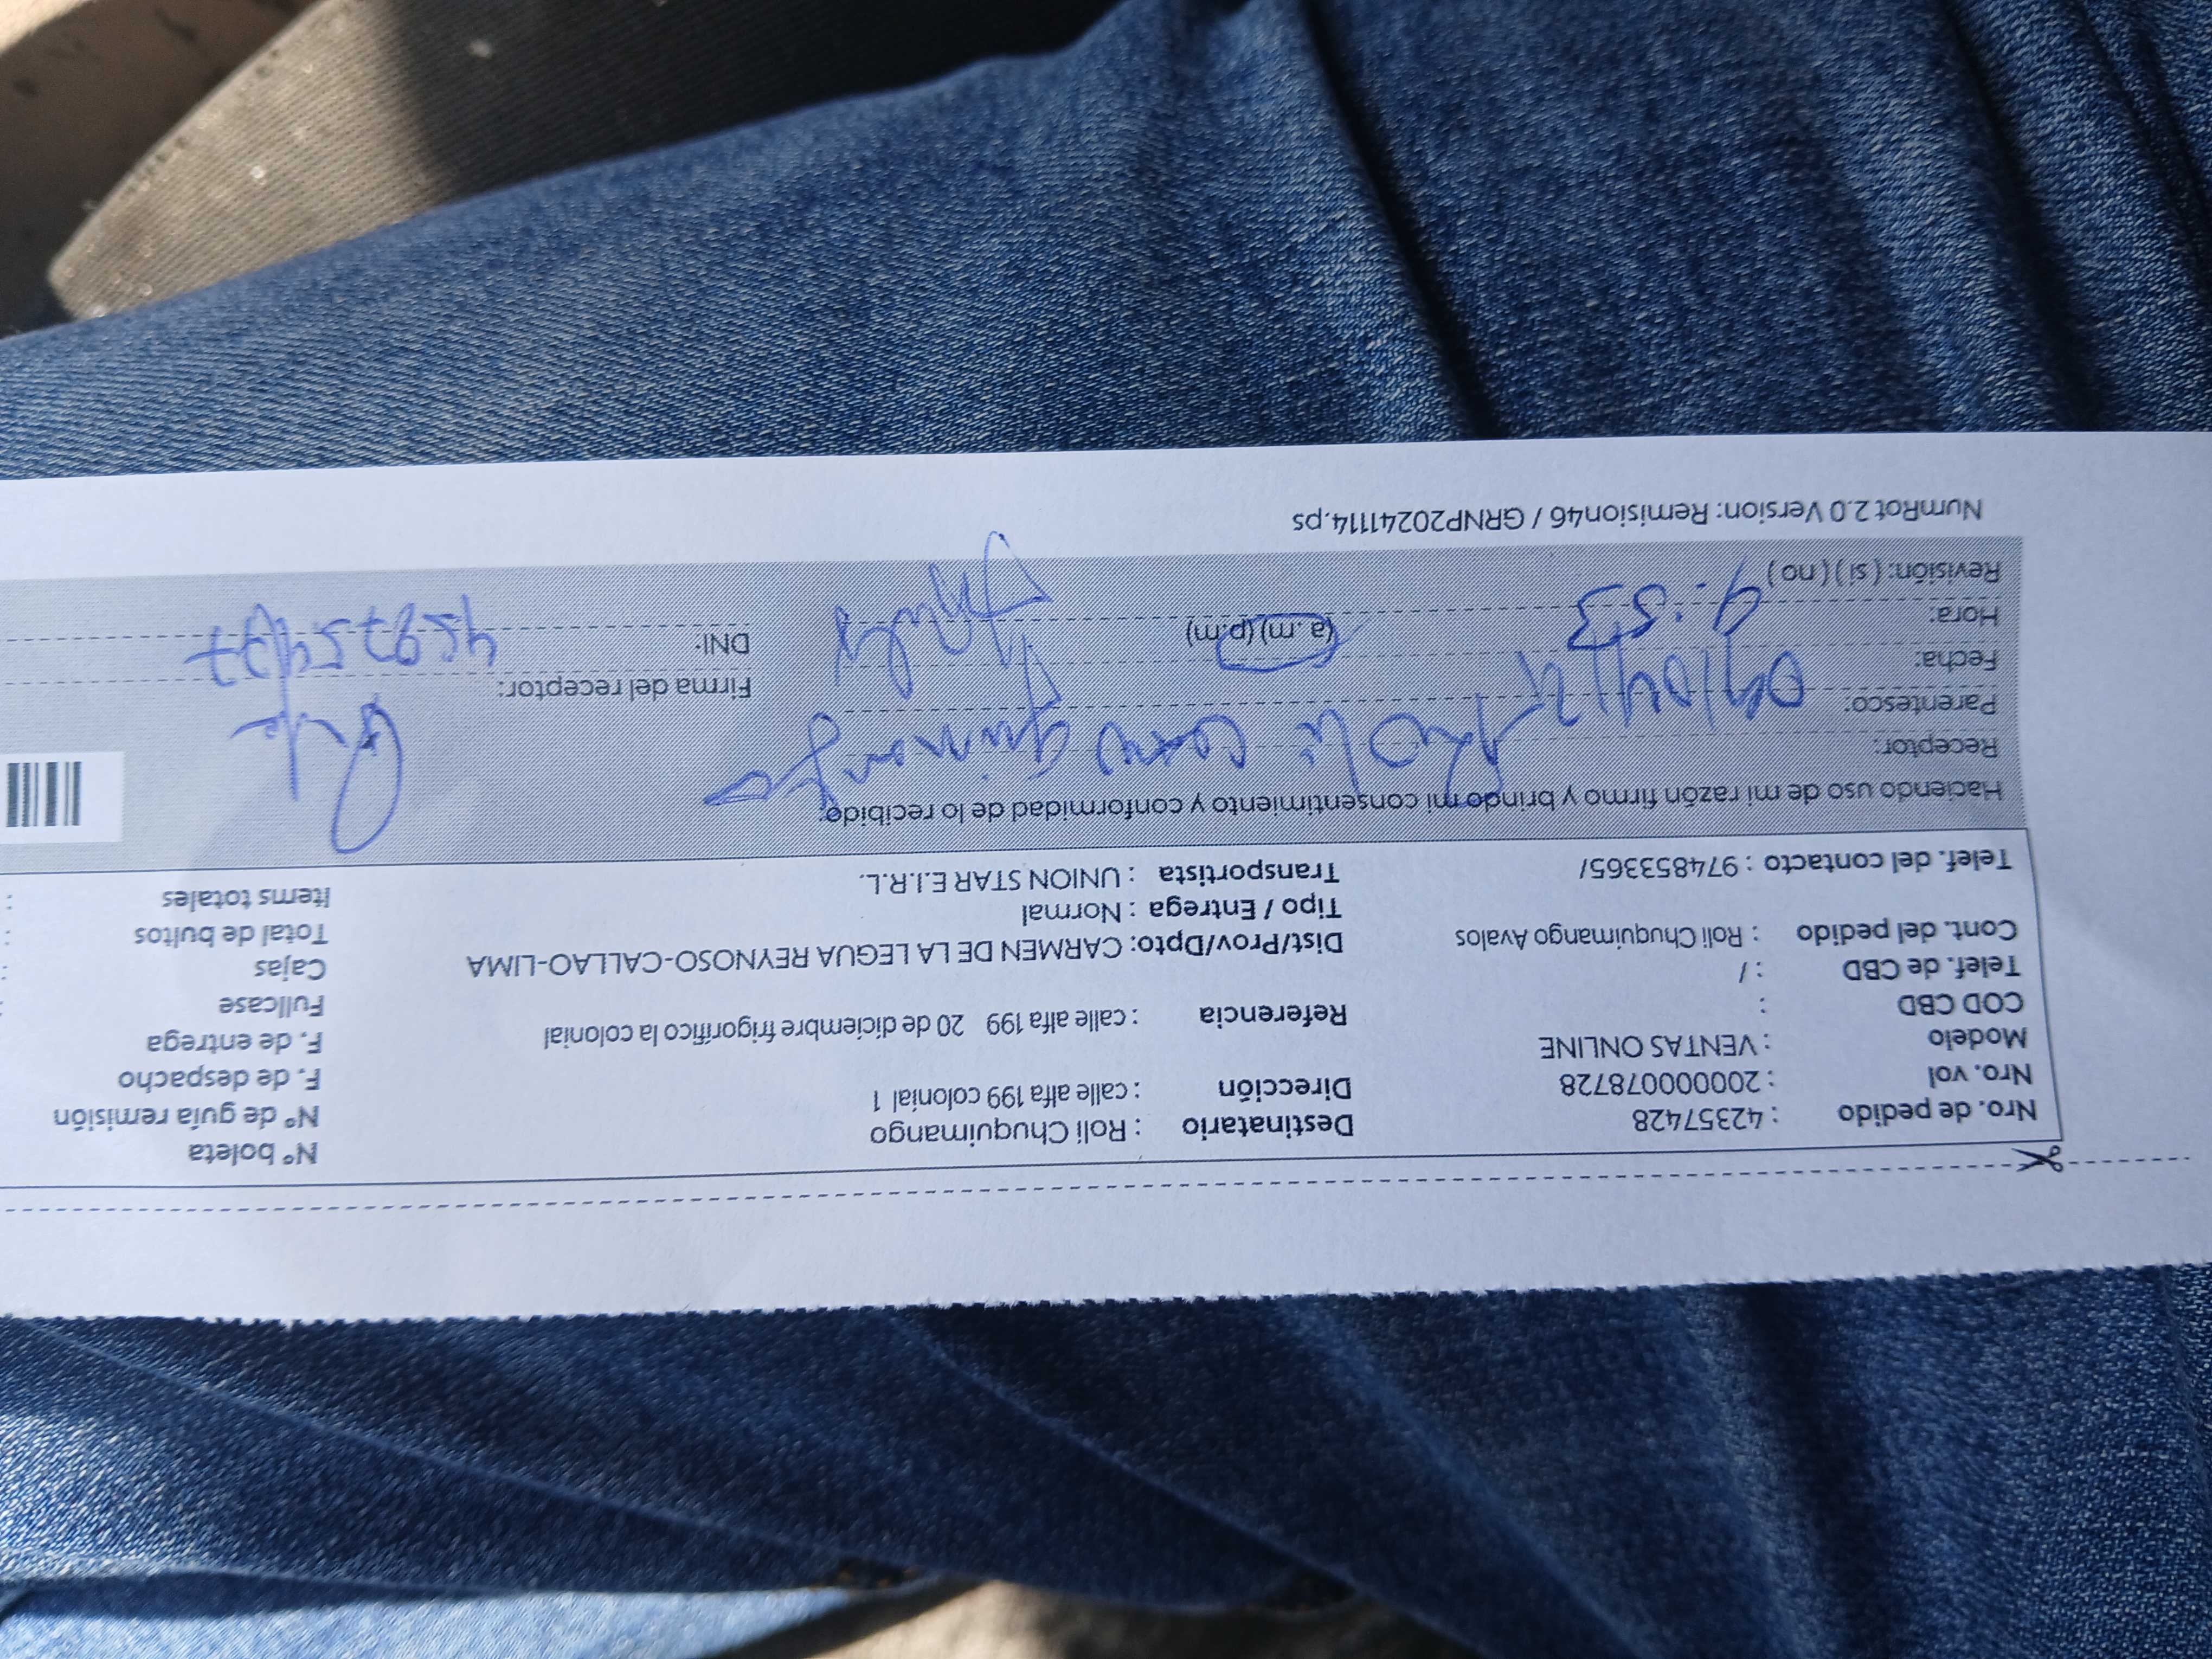 Nro. de pedido : 42357428
Nro. vol : 20000078728
Modelo : VENTAS ONLINE
COD CBD :
Telef. de CBD : /
Cont. del pedido : Roli Chuquimango Avalos
Telef. del contacto : 974853365/
Destinatario : Roli Chuquimango
Dirección : calle alfa 199 colonial 1
Referencia : calle alfa 199 20 de diciembre frigorífico la colonial
Dist/Prov/Dpto: CARMEN DE LA LEGUA REYNOSO-CALLAO-LIMA
Tipo / Entrega : Normal
Transportista : UNION STAR E.I.R.L.
N° boleta
N° de guía remisión
F. de despacho
F. de entrega
Fullcase :
Cajas :
Total de bultos :
Items totales :
Haciendo uso de mi razón firmo y brindo mi consentimiento y conformidad de lo recibido:
Receptor:
Parentesco:
Fecha:
Hora: 9:53 (a.m) (p.m)
Revisión: ( si ) ( no )
Firma del receptor:
DNI:
NumRot 2.0 Version: Remision46 / GRNP20241114.ps